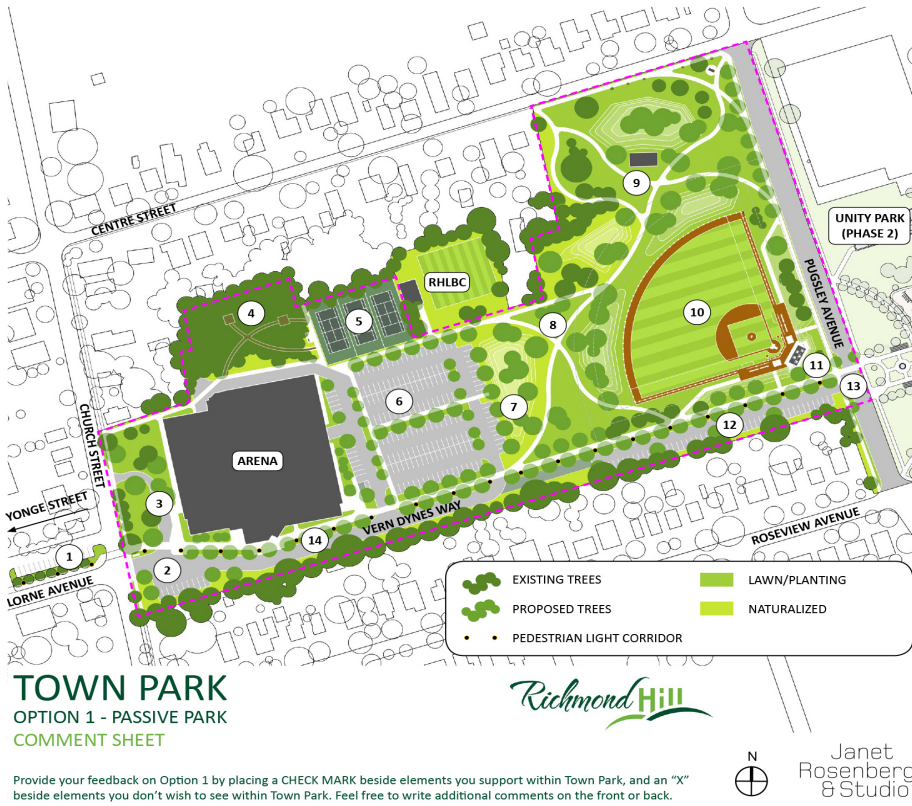 CENTRE STREET
UNITY PARK
(PHASE 2)
9
RHLBC
4
5
PUGSLEY AVENUE
10
8
11
13
6
7
12
CHURCH STREET
ARENA
YONGE STREET
3
VERN DYNES WAY
14
ROSEVIEW AVENUE
1
2
LORNE AVENUE
EXISTING TREES
LAWN/PLANTING
PROPOSED TREES
NATURALIZED
PEDESTRIAN LIGHT CORRIDOR
TOWN PARK
OPTION 1 - PASSIVE PARK
COMMENT SHEET
Richmond Hill
N
Janet
Rosenberg
& Studio
Provide your feedback on Option 1 by placing a CHECK MARK beside elements you support within Town Park, and an “X”
beside elements you don’t wish to see within Town Park. Feel free to write additional comments on the front or back.